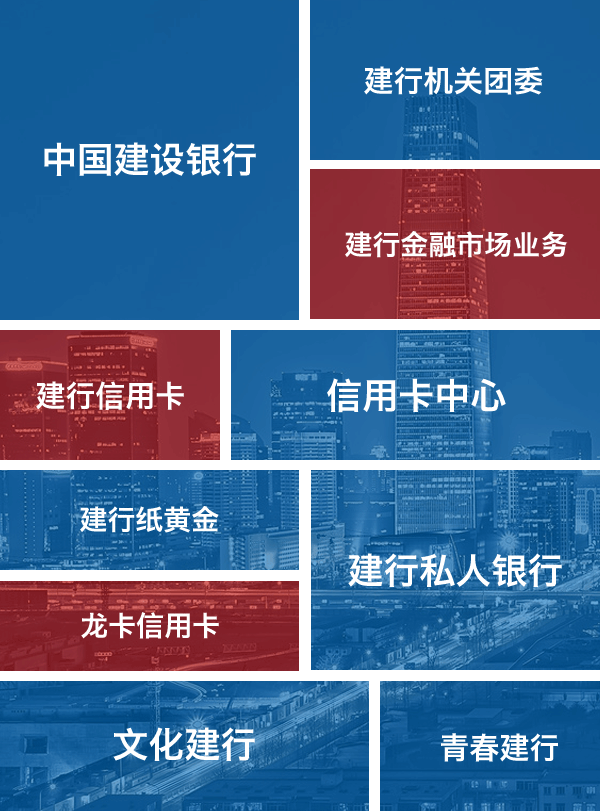 中国建设银行
建行机关团委
建行金融市场业务
建行信用卡
信用卡中心
建行纸黄金
建行私人银行
龙卡信用卡
文化建行
青春建行